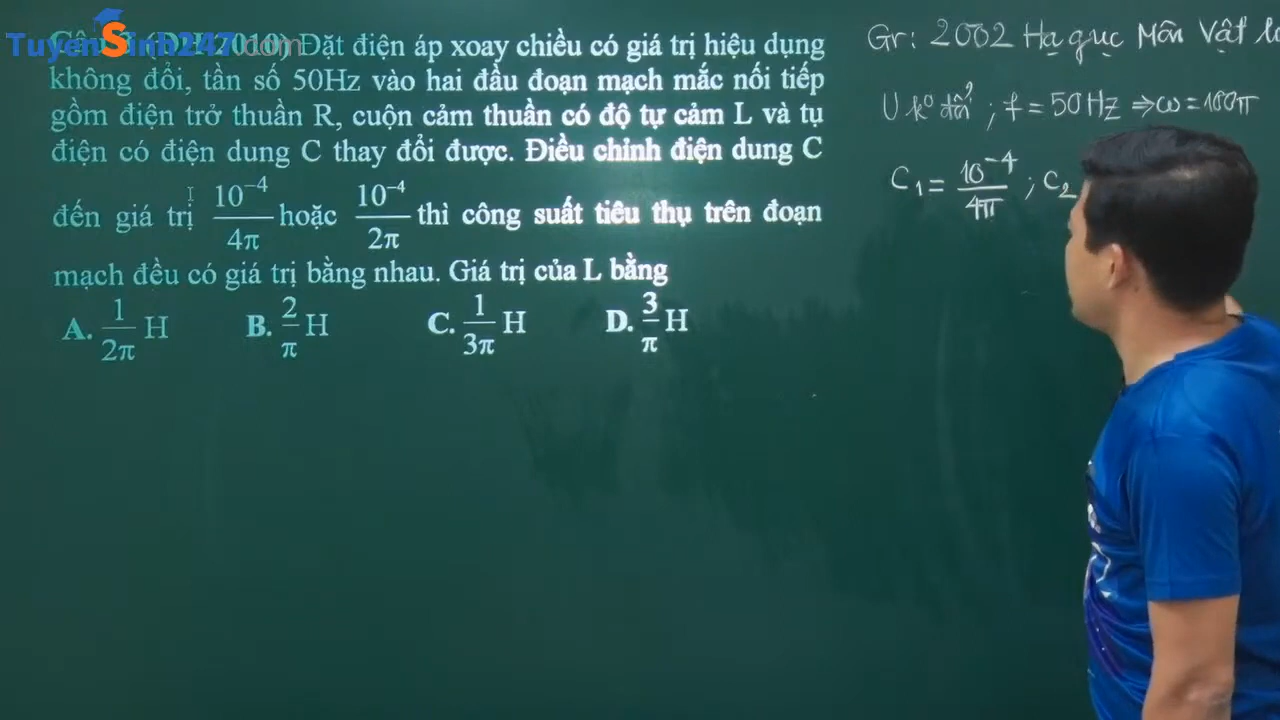 TuyenSinh247.com
(ĐH 2010) Đặt điện áp xoay chiều có giá trị hiệu dụng
không đổi, tần số 50Hz vào hai đầu đoạn mạch mắc nối tiếp
gồm điện trở thuần R, cuộn cảm thuần có độ tự cảm L và tụ
điện có điện dung C thay đổi được. Điều chỉnh điện dung C
đến giá trị 10⁻⁴/4π hoặc 10⁻⁴/2π thì công suất tiêu thụ trên đoạn
mạch đều có giá trị bằng nhau. Giá trị của L bằng
A. 1/2π H B. 2/π H C. 1/3π H D. 3/π H
Gr: 2002 Hạ gục Môn Vật
U k° đổi ; f = 50Hz ⇒ ω = 100π
C₁ = 10⁻⁴/4π ; C₂